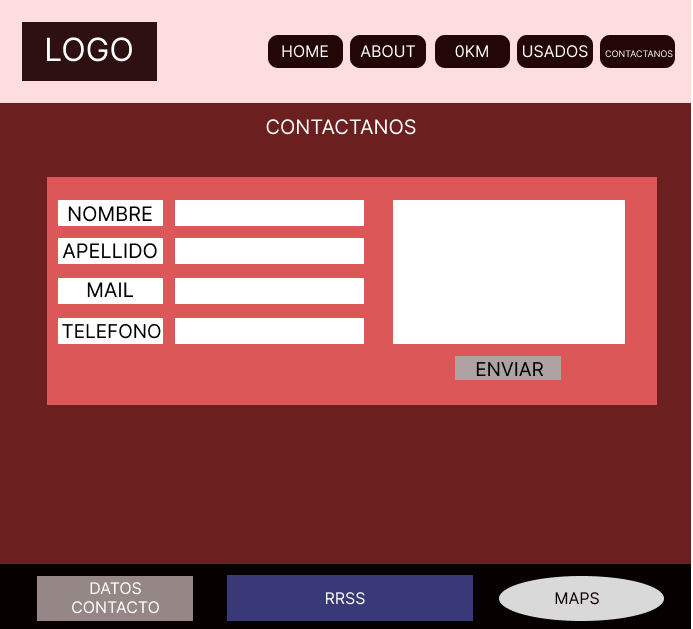 LOGO
HOME
ABOUT
0KM
USADOS
CONTACTANOS
CONTACTANOS
NOMBRE
APELLIDO
MAIL
TELEFONO
ENVIAR
DATOS
CONTACTO
RRSS
MAPS